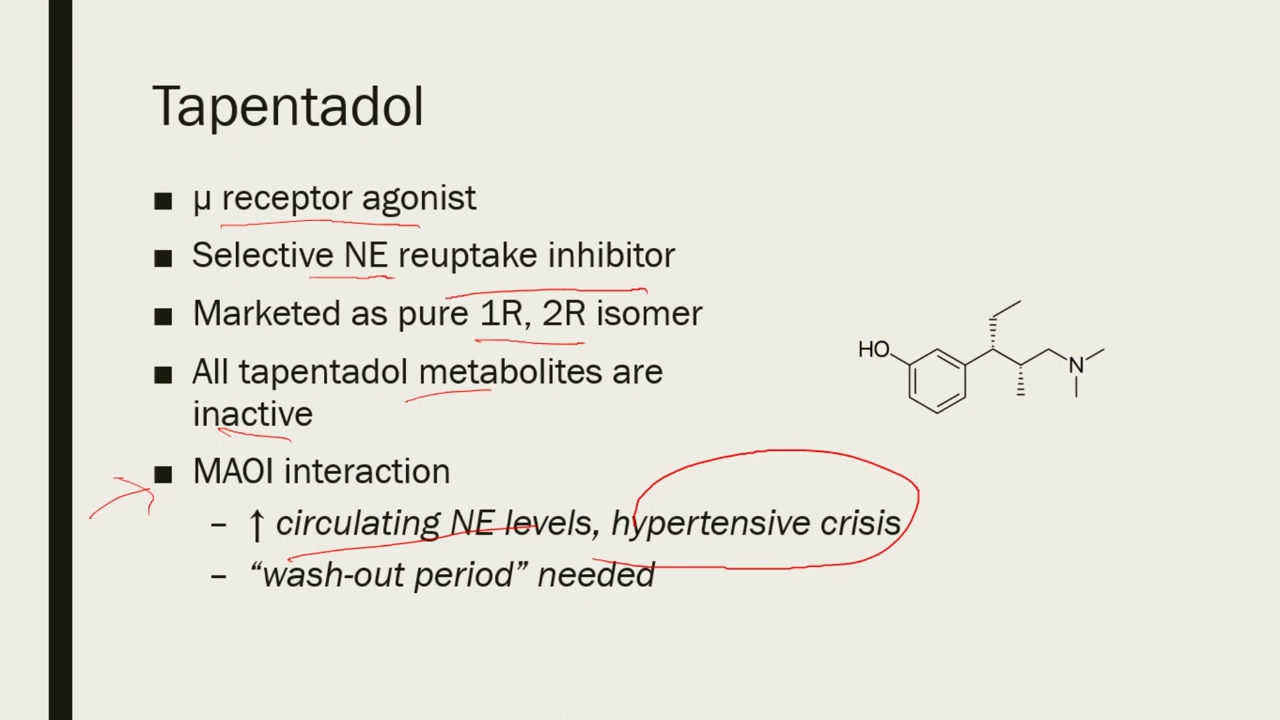 Tapentadol
■ µ receptor agonist
■ Selective NE reuptake inhibitor
■ Marketed as pure 1R, 2R isomer
■ All tapentadol metabolites are
inactive
■ MAOI interaction
– ↑ circulating NE levels, hypertensive crisis
– “wash-out period” needed
HO
N